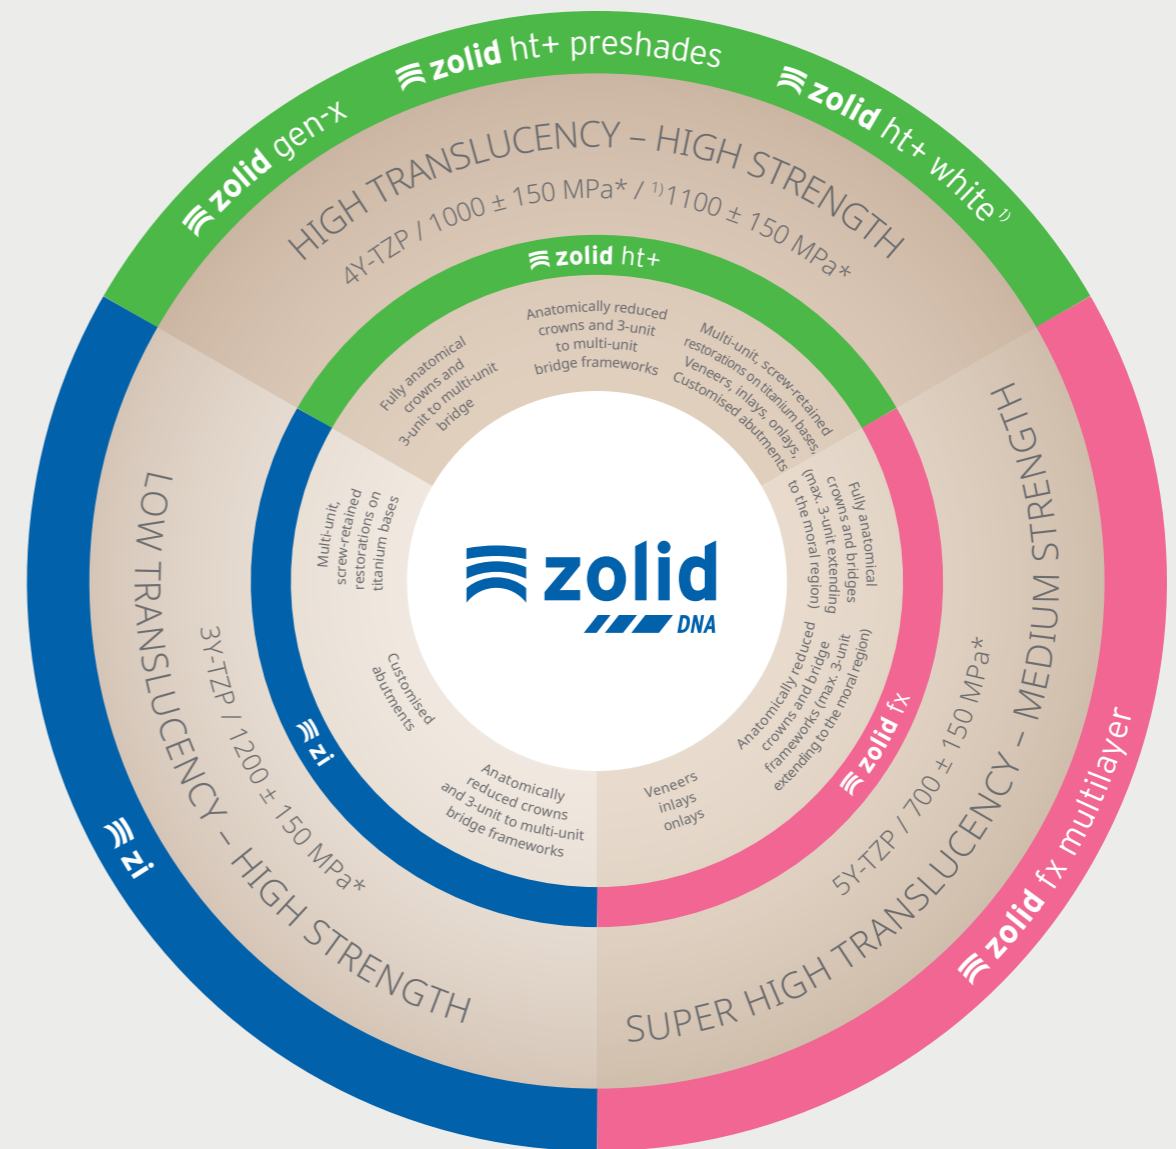 zolid gen-x
zolid ht+ preshades
zolid ht+ white 1)
HIGH TRANSLUCENCY – HIGH STRENGTH
4Y-TZP / 1000 ± 150 MPa* / 1)1100 ± 150 MPa*
zolid ht+
Fully anatomical
crowns and
3-unit to multi-unit
bridge
Anatomically reduced
crowns and 3-unit
to multi-unit
bridge frameworks
Multi-unit, screw-retained
restorations on titanium bases,
Veneers, inlays, onlays,
Customised abutments
zolid fx multilayer
SUPER HIGH TRANSLUCENCY – MEDIUM STRENGTH
5Y-TZP / 700 ± 150 MPa*
zolid fx
Fully anatomical
crowns and bridges
(max. 3-unit extending
to the moral region)
Anatomically reduced
crowns and bridge
frameworks (max. 3-unit
extending to the moral region)
Veneers
inlays
onlays
zi
LOW TRANSLUCENCY – HIGH STRENGTH
3Y-TZP / 1200 ± 150 MPa*
zi
Multi-unit,
screw-retained
restorations on
titanium bases
Customised
abutments
Anatomically
reduced crowns
and 3-unit to multi-unit
bridge frameworks
zolid
DNA